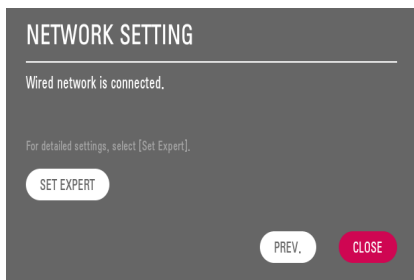 NETWORK SETTING
Wired network is connected.
For detailed settings, select [Set Expert].
SET EXPERT
PREV.
CLOSE